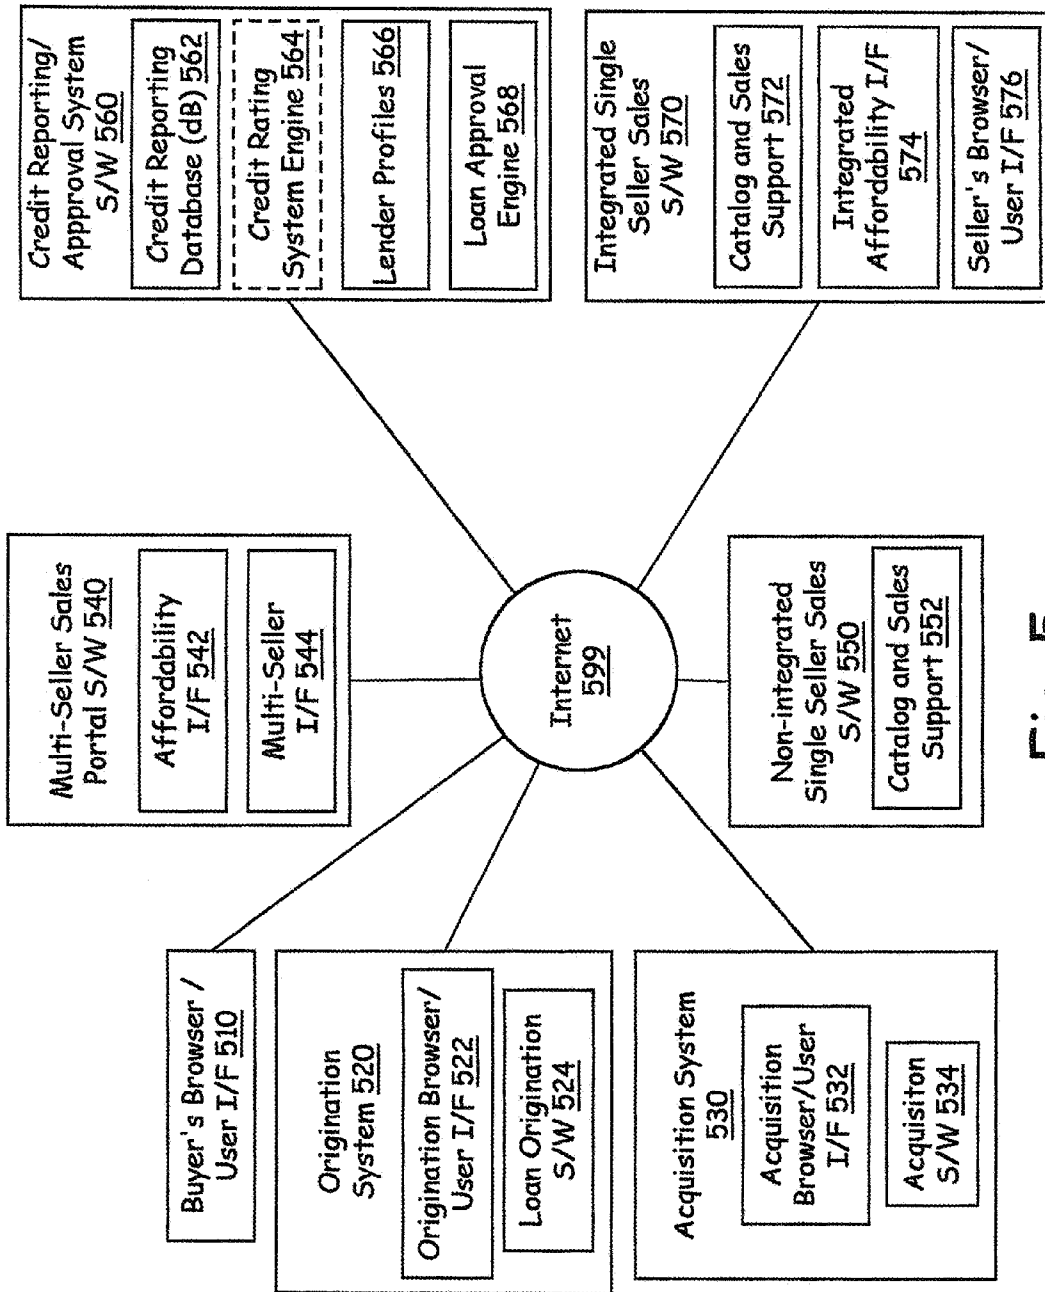 Buyer's Browser /
User I/F 510
Origination
System 520
Origination Browser/
User I/F 522
Loan Origination
S/W 524
Acquisition System
530
Acquisition
Browser/User
I/F 532
Acquisiton
S/W 534
Multi-Seller Sales
Portal S/W 540
Affordability
I/F 542
Multi-Seller
I/F 544
Internet
599
Non-integrated
Single Seller Sales
S/W 550
Catalog and Sales
Support 552
Credit Reporting/
Approval System
S/W 560
Credit Reporting
Database (dB) 562
Credit Rating
System Engine 564
Lender Profiles 566
Loan Approval
Engine 568
Integrated Single
Seller Sales
S/W 570
Catalog and Sales
Support 572
Integrated
Affordability I/F
574
Seller's Browser/
User I/F 576